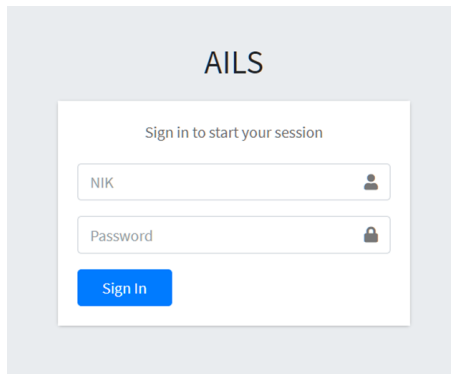 AILS
Sign in to start your session
NIK
Password
Sign In